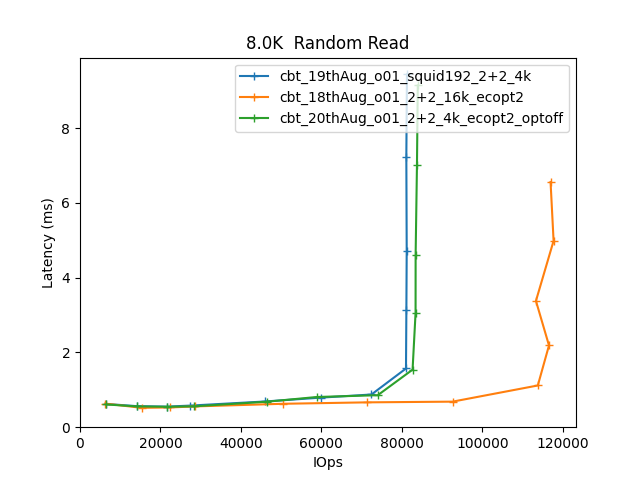 8.0K  Random Read
cbt_19thAug_o01_squid192_2+2_4k
cbt_18thAug_o01_2+2_16k_ecopt2
cbt_20thAug_o01_2+2_4k_ecopt2_optoff
8
6
4
2
0
Latency (ms)
0 20000 40000 60000 80000 100000 120000
IOps